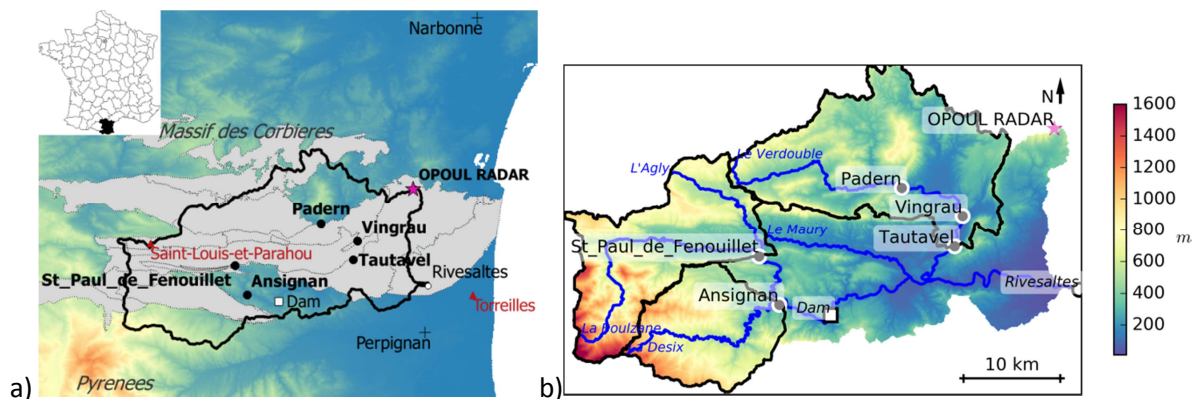 Narbonne
Massif des Corbieres
OPOUL RADAR
Padern
Vingrau
Saint-Louis-et-Parahou
Tautavel
St_Paul_de_Fenouillet
Ansignan
Rivesaltes
Dam
Torreilles
Perpignan
Pyrenees
a)
N
OPOUL RADAR
Le Verdouble
L'Agly
Padern
Vingrau
Le Maury
Tautavel
St_Paul_de_Fenouillet
Rivesaltes
Ansignan
Dam
La Boulzane
Desix
10 km
b)
1600
1400
1200
1000
800
600
400
200
m